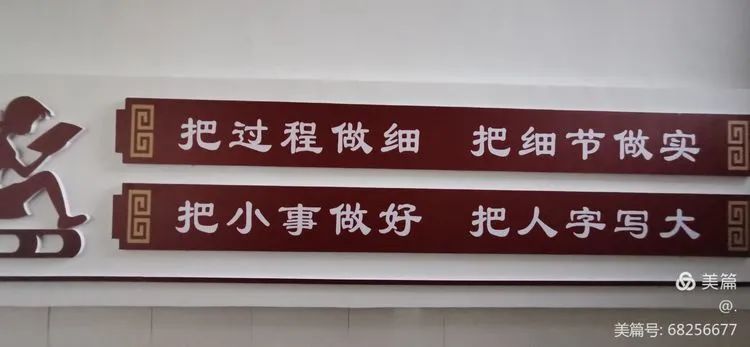 把过程做细 把细节做实
把小事做好 把人字写大
美篇
@.
美篇号: 68256677